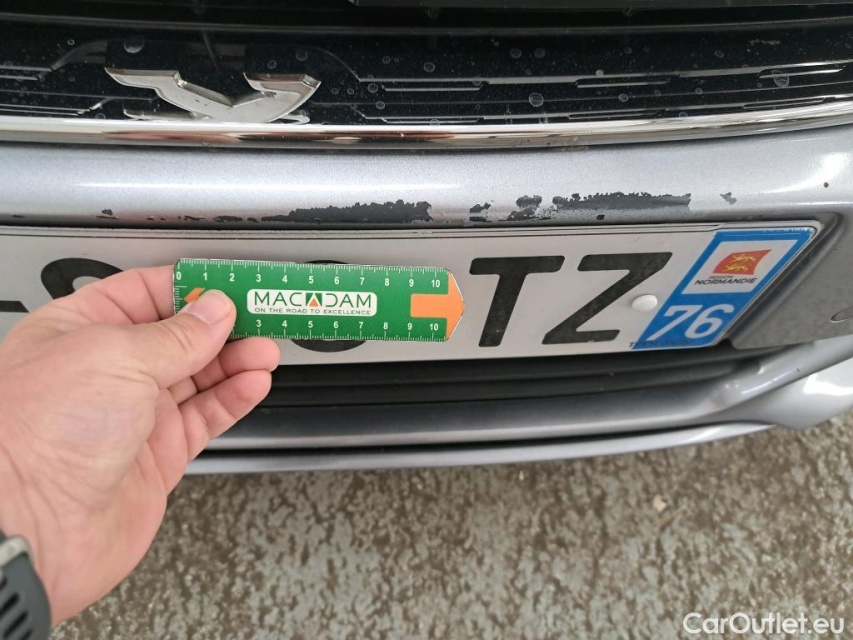 TZ
RÉGION
NORMANDIE
76
0 1 2 3 4 5 6 7 8 9 10
MACADAM
ON THE ROAD TO EXCELLENCE
3 4 5 6 7 8 9 10
CarOutlet.eu